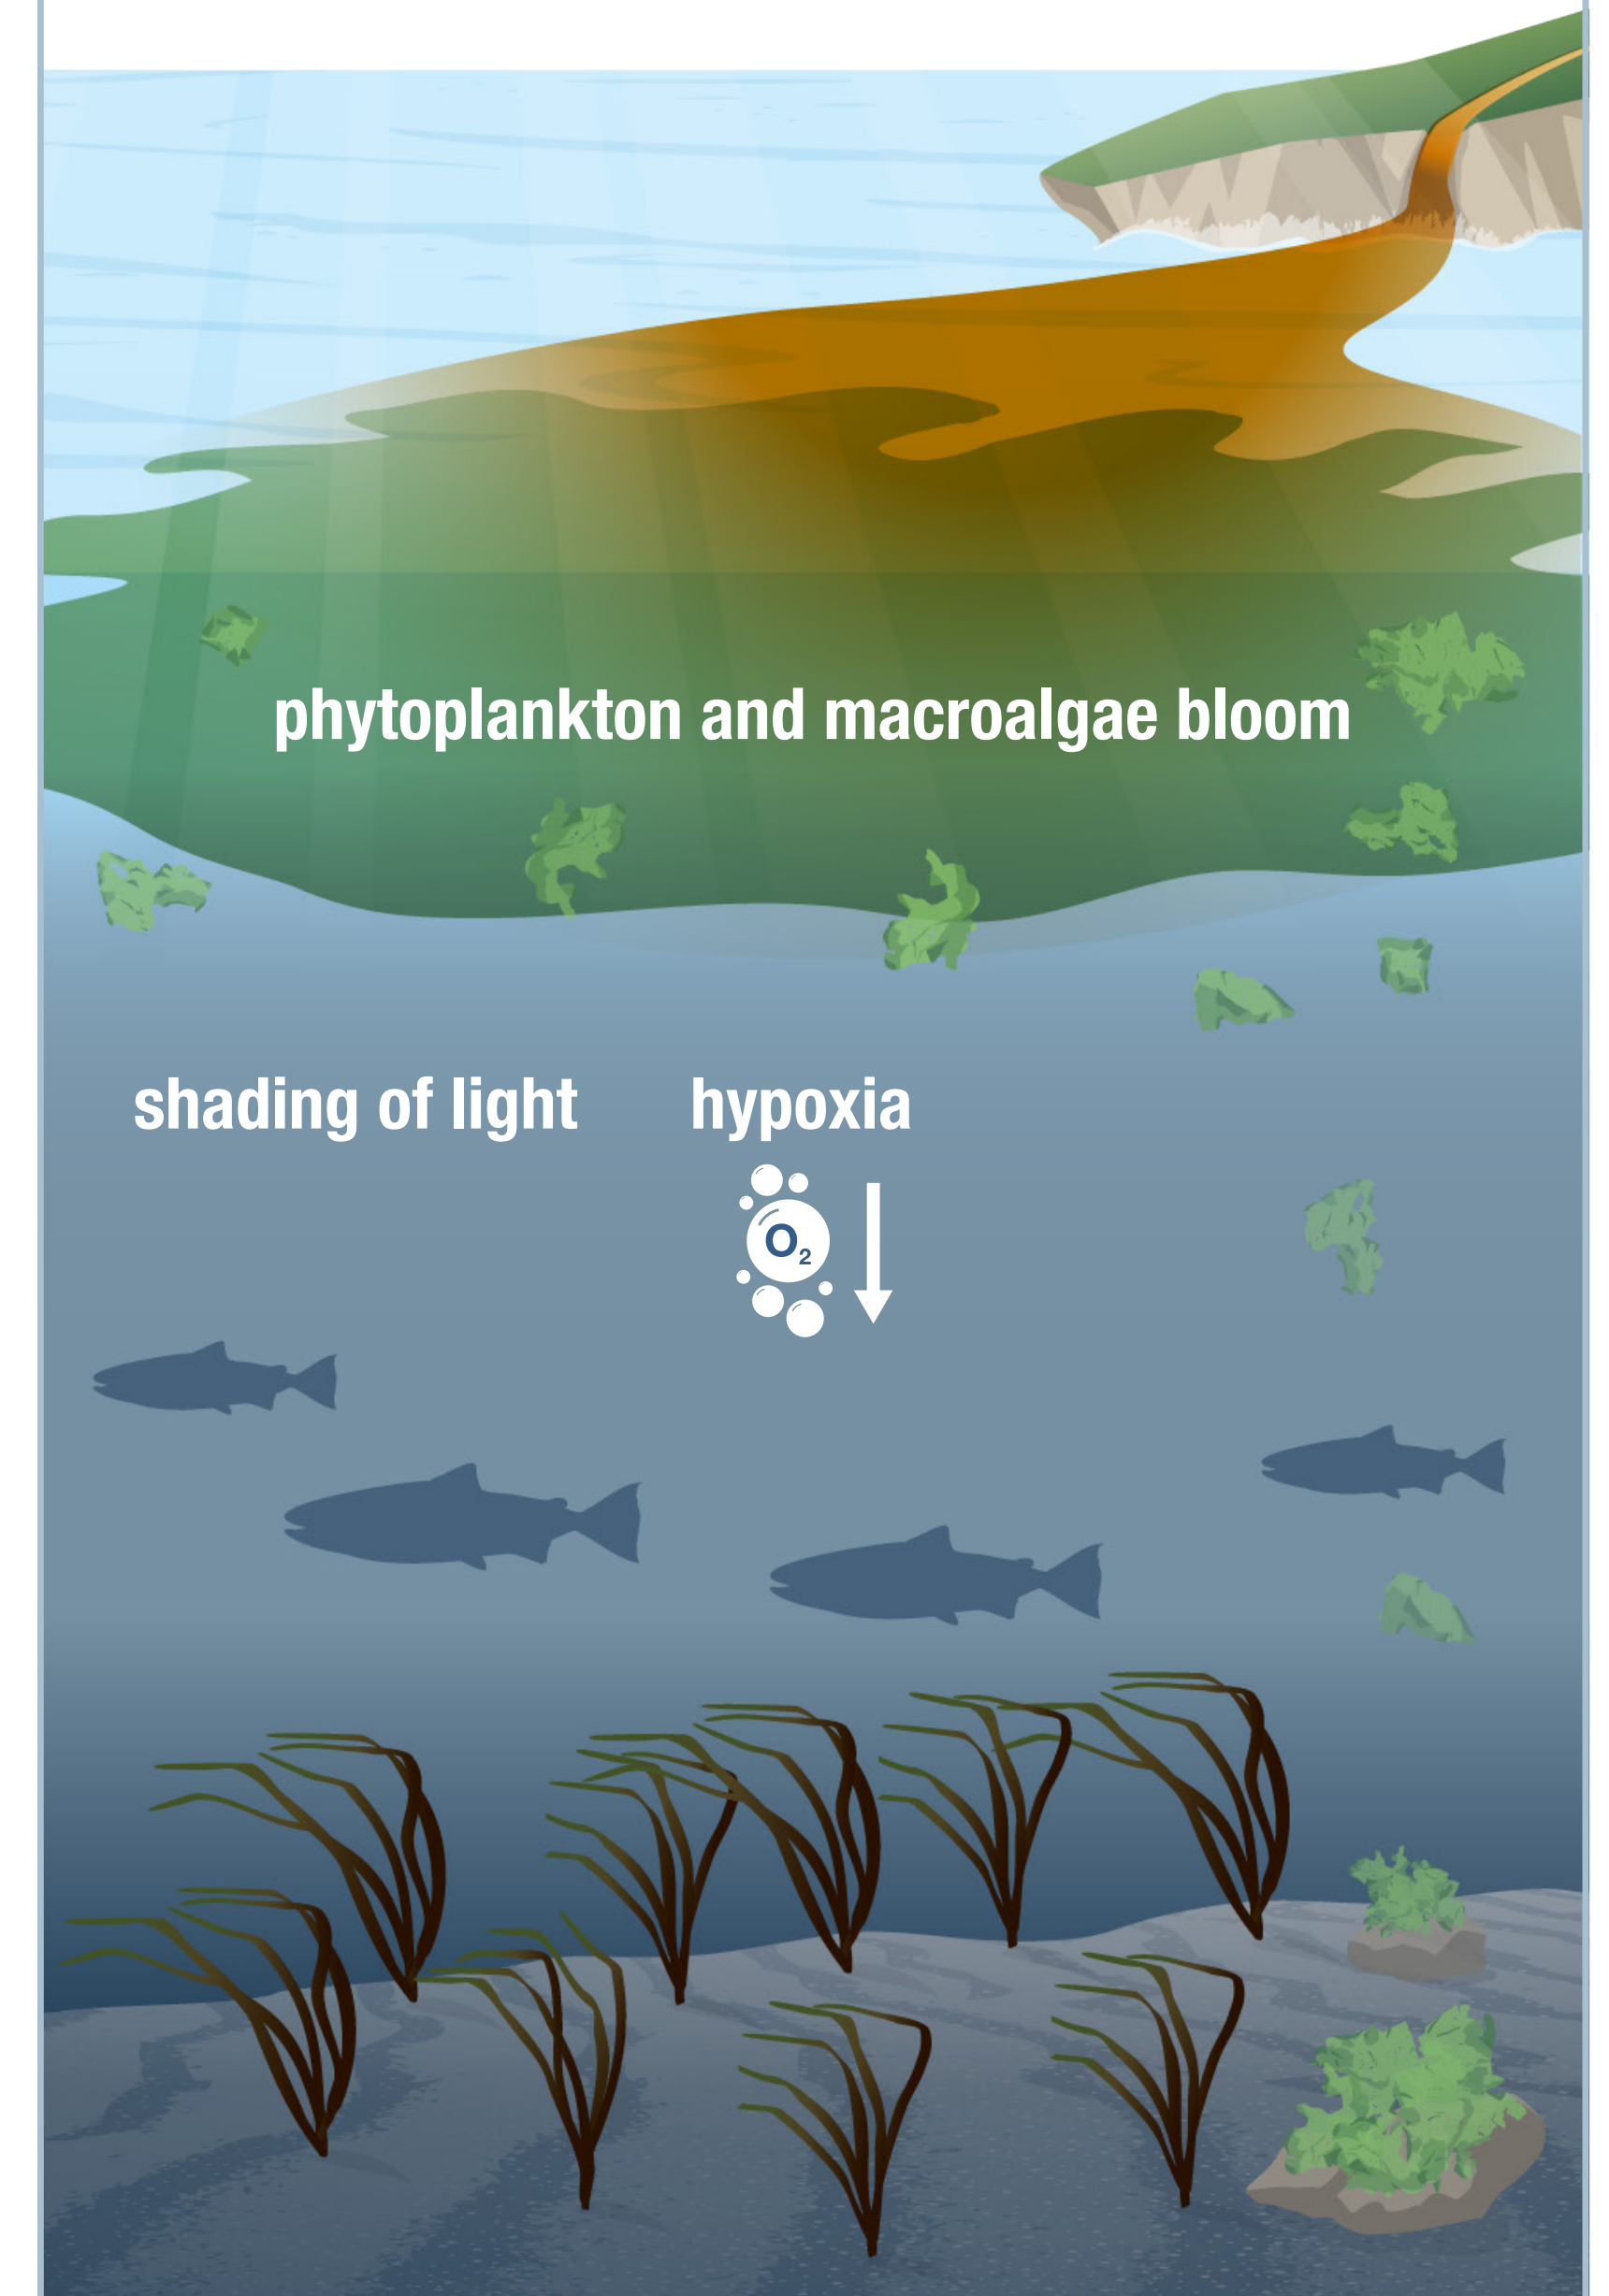 phytoplankton and macroalgae bloom
shading of light
hypoxia
O₂